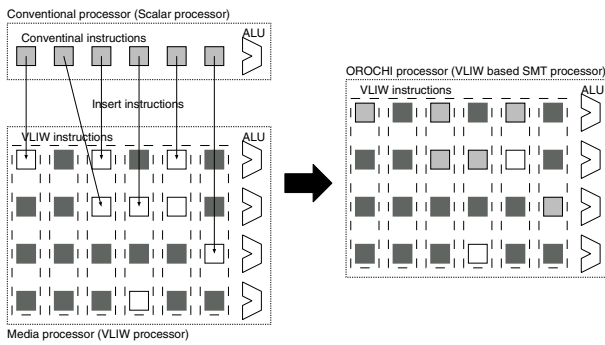 Conventional processor (Scalar processor)
Conventinal instructions
ALU
Insert instructions
VLIW instructions
ALU
Media processor (VLIW processor)
OROCHI processor (VLIW based SMT processor)
VLIW instructions
ALU